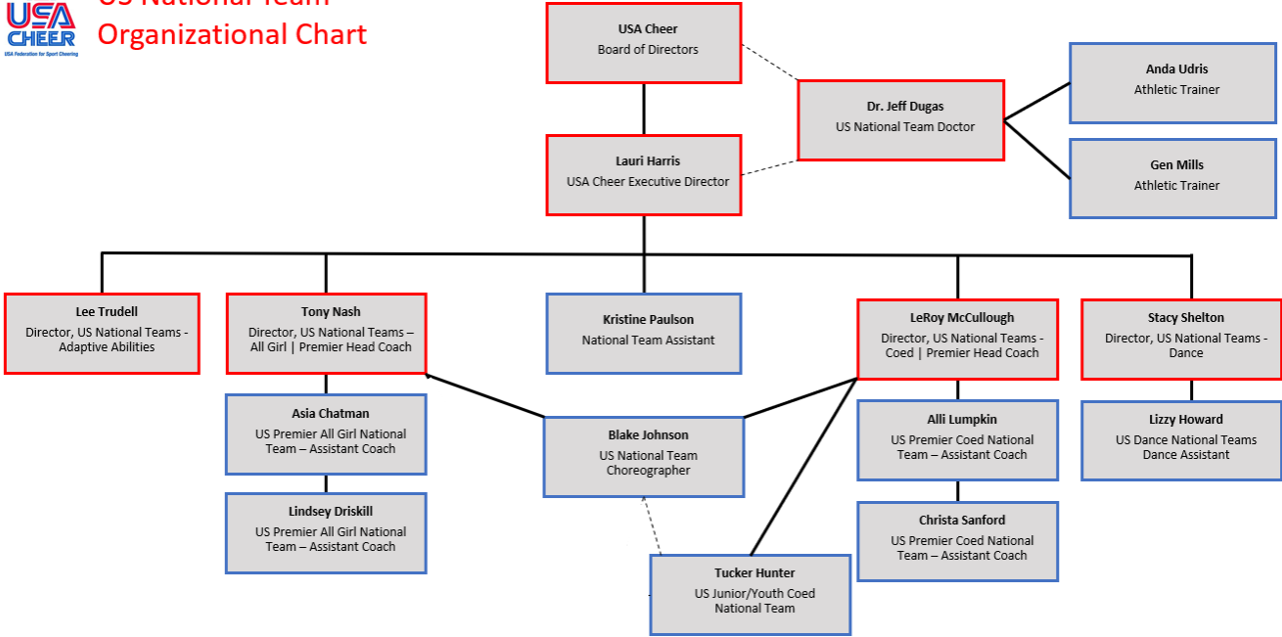 USA
CHEER
USA Federation for Sport Cheering
US National Team
Organizational Chart
USA Cheer
Board of Directors
Dr. Jeff Dugas
US National Team Doctor
Anda Udris
Athletic Trainer
Gen Mills
Athletic Trainer
Lauri Harris
USA Cheer Executive Director
Lee Trudell
Director, US National Teams -
Adaptive Abilities
Tony Nash
Director, US National Teams –
All Girl | Premier Head Coach
Kristine Paulson
National Team Assistant
LeRoy McCullough
Director, US National Teams -
Coed | Premier Head Coach
Stacy Shelton
Director, US National Teams -
Dance
Asia Chatman
US Premier All Girl National
Team – Assistant Coach
Blake Johnson
US National Team
Choreographer
Alli Lumpkin
US Premier Coed National
Team – Assistant Coach
Lizzy Howard
US Dance National Teams
Dance Assistant
Lindsey Driskill
US Premier All Girl National
Team – Assistant Coach
Christa Sanford
US Premier Coed National
Team – Assistant Coach
Tucker Hunter
US Junior/Youth Coed
National Team